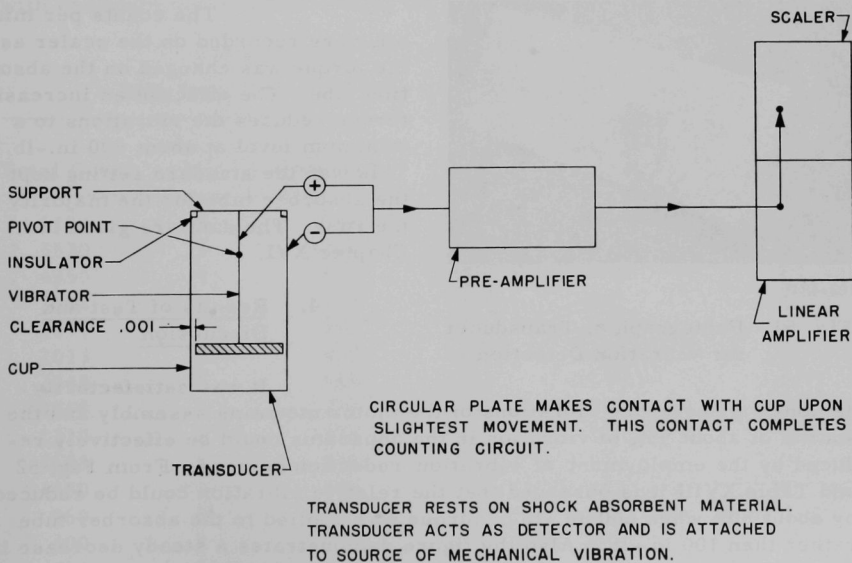 SCALER
SUPPORT
PIVOT POINT
INSULATOR
VIBRATOR
CLEARANCE .001
CUP
+
−
PRE-AMPLIFIER
LINEAR
AMPLIFIER
TRANSDUCER
CIRCULAR PLATE MAKES CONTACT WITH CUP UPON
SLIGHTEST MOVEMENT. THIS CONTACT COMPLETES
COUNTING CIRCUIT.
TRANSDUCER RESTS ON SHOCK ABSORBENT MATERIAL.
TRANSDUCER ACTS AS DETECTOR AND IS ATTACHED
TO SOURCE OF MECHANICAL VIBRATION.